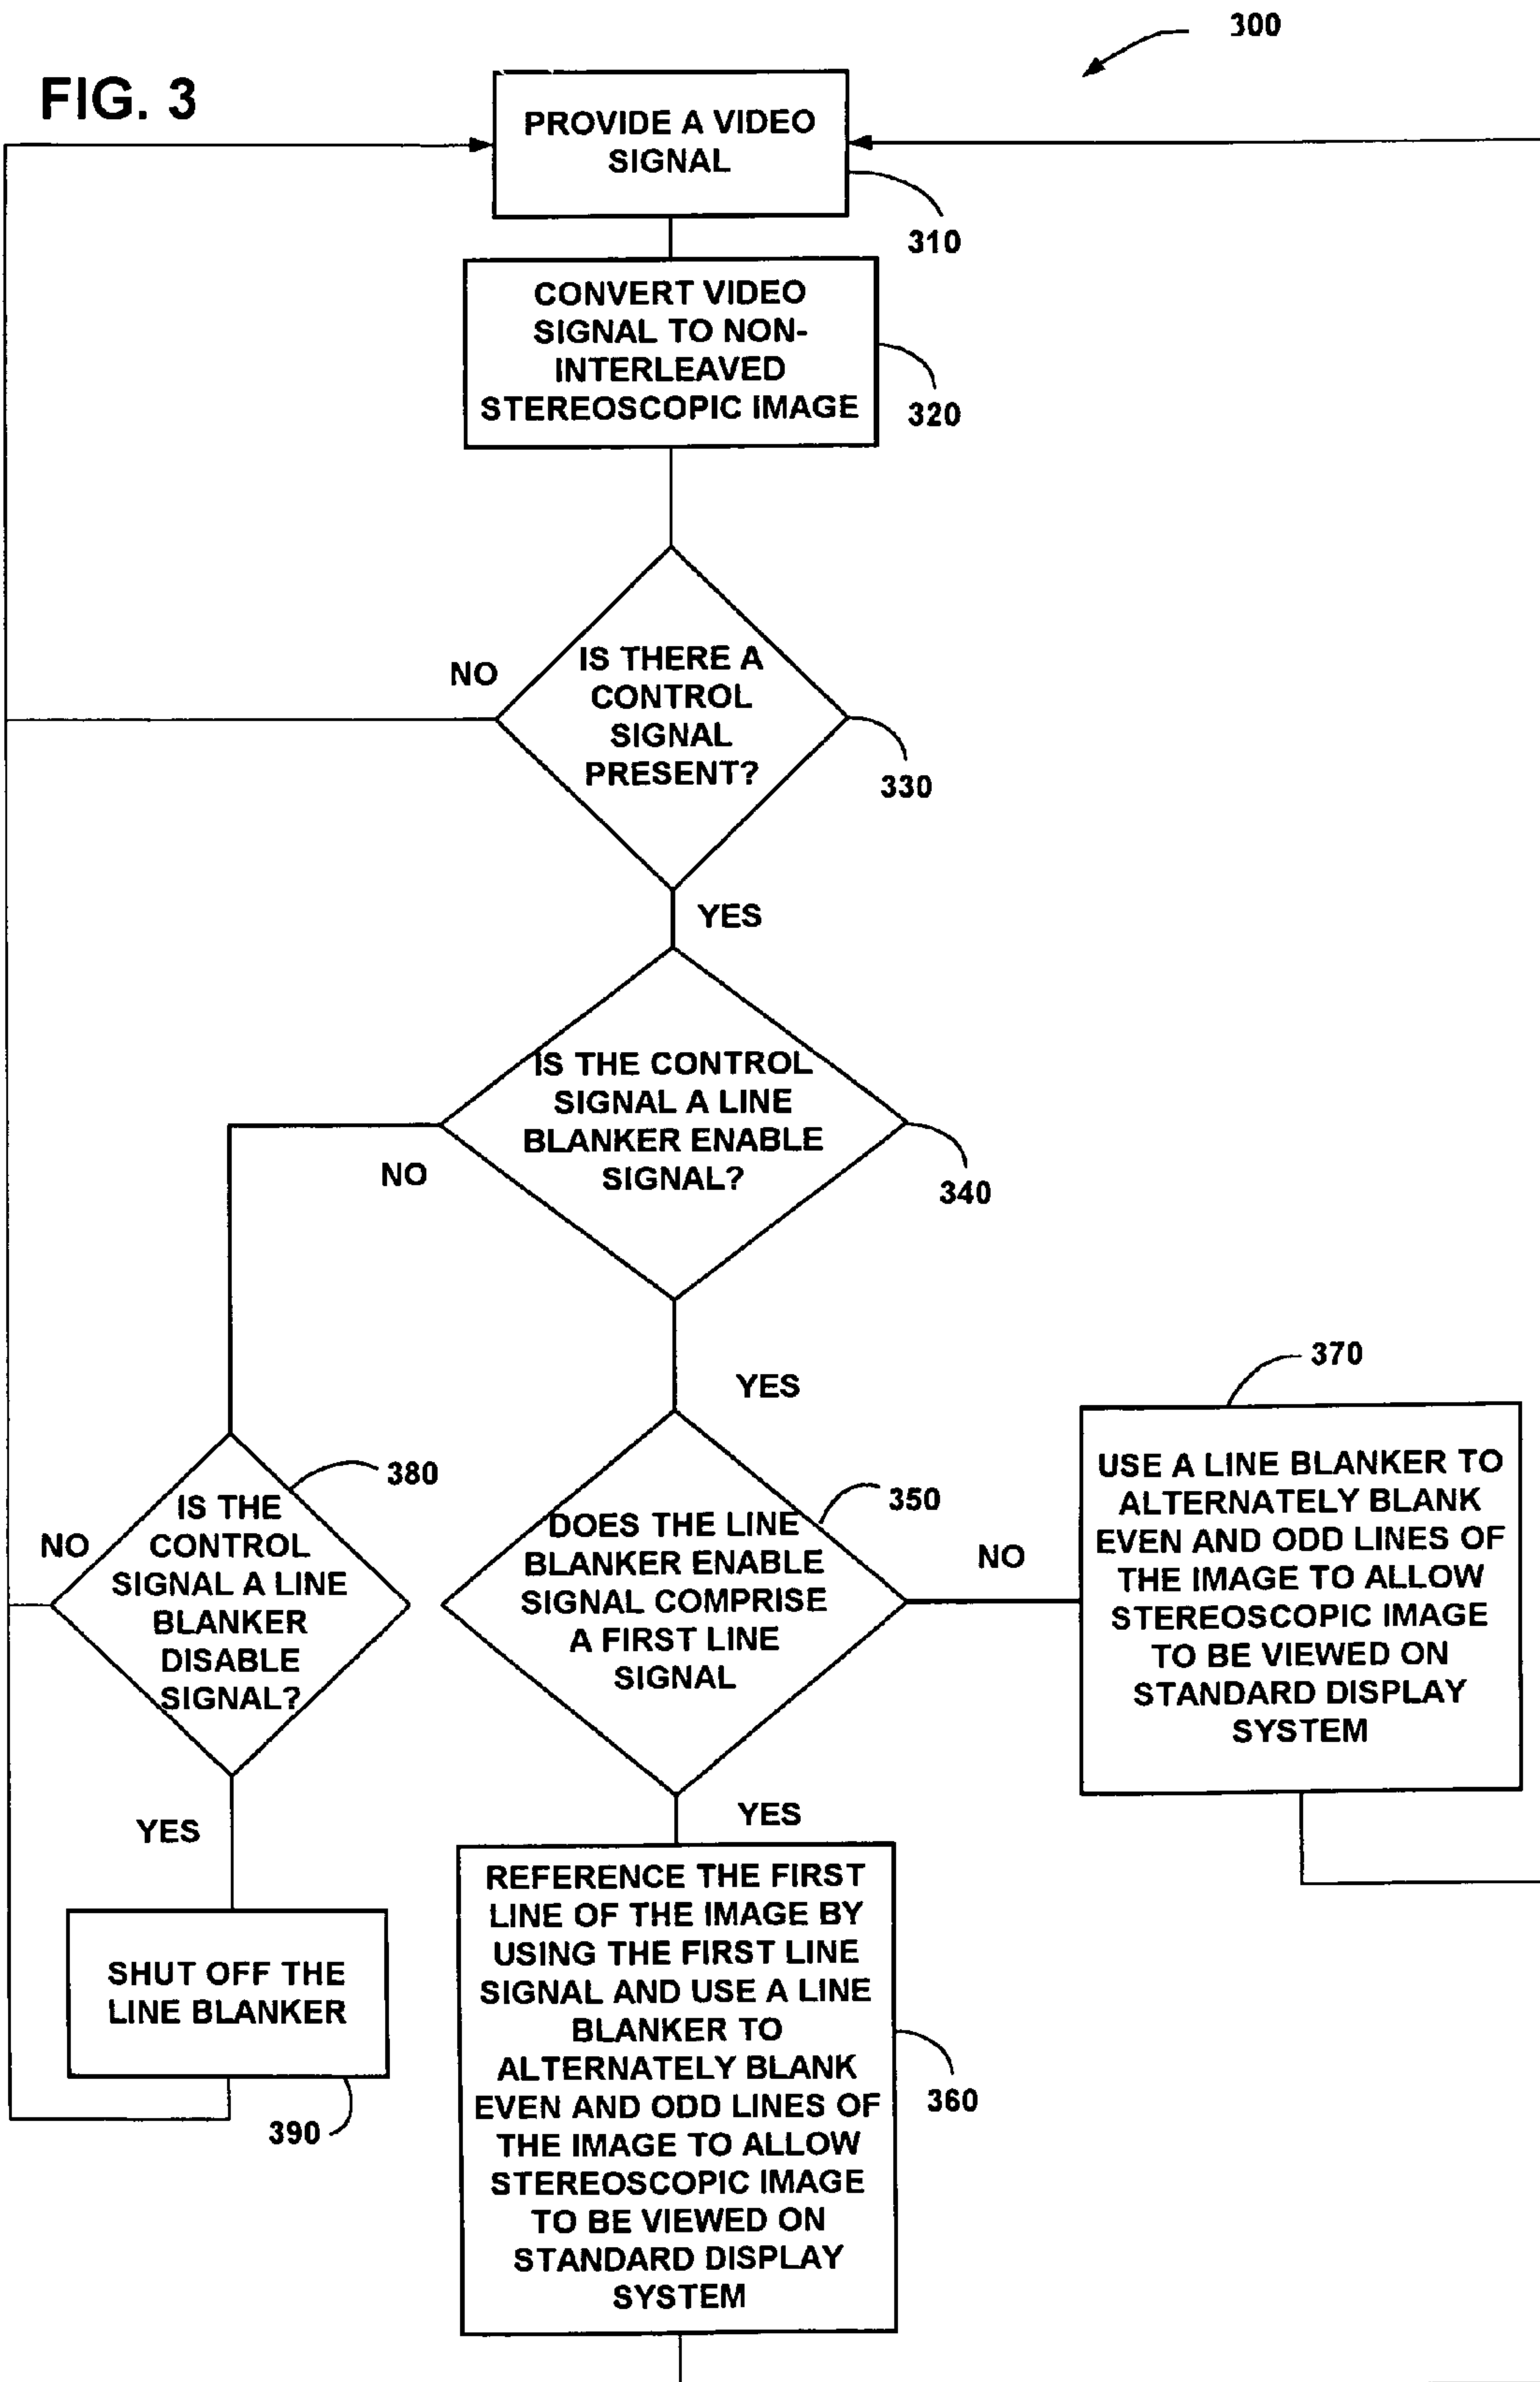 300
FIG. 3
PROVIDE A VIDEO
SIGNAL
310
CONVERT VIDEO
SIGNAL TO NON-
INTERLEAVED
STEREOSCOPIC IMAGE
320
IS THERE A
CONTROL
SIGNAL
PRESENT?
NO
330
YES
IS THE CONTROL
SIGNAL A LINE
BLANKER ENABLE
SIGNAL?
NO
340
YES
370
USE A LINE BLANKER TO
ALTERNATELY BLANK
EVEN AND ODD LINES OF
THE IMAGE TO ALLOW
STEREOSCOPIC IMAGE
TO BE VIEWED ON
STANDARD DISPLAY
SYSTEM
380
IS THE
CONTROL
SIGNAL A LINE
BLANKER
DISABLE
SIGNAL?
NO
350
DOES THE LINE
BLANKER ENABLE
SIGNAL COMPRISE
A FIRST LINE
SIGNAL
NO
YES
YES
SHUT OFF THE
LINE BLANKER
390
REFERENCE THE FIRST
LINE OF THE IMAGE BY
USING THE FIRST LINE
SIGNAL AND USE A LINE
BLANKER TO
ALTERNATELY BLANK
EVEN AND ODD LINES OF
THE IMAGE TO ALLOW
STEREOSCOPIC IMAGE
TO BE VIEWED ON
STANDARD DISPLAY
SYSTEM
360